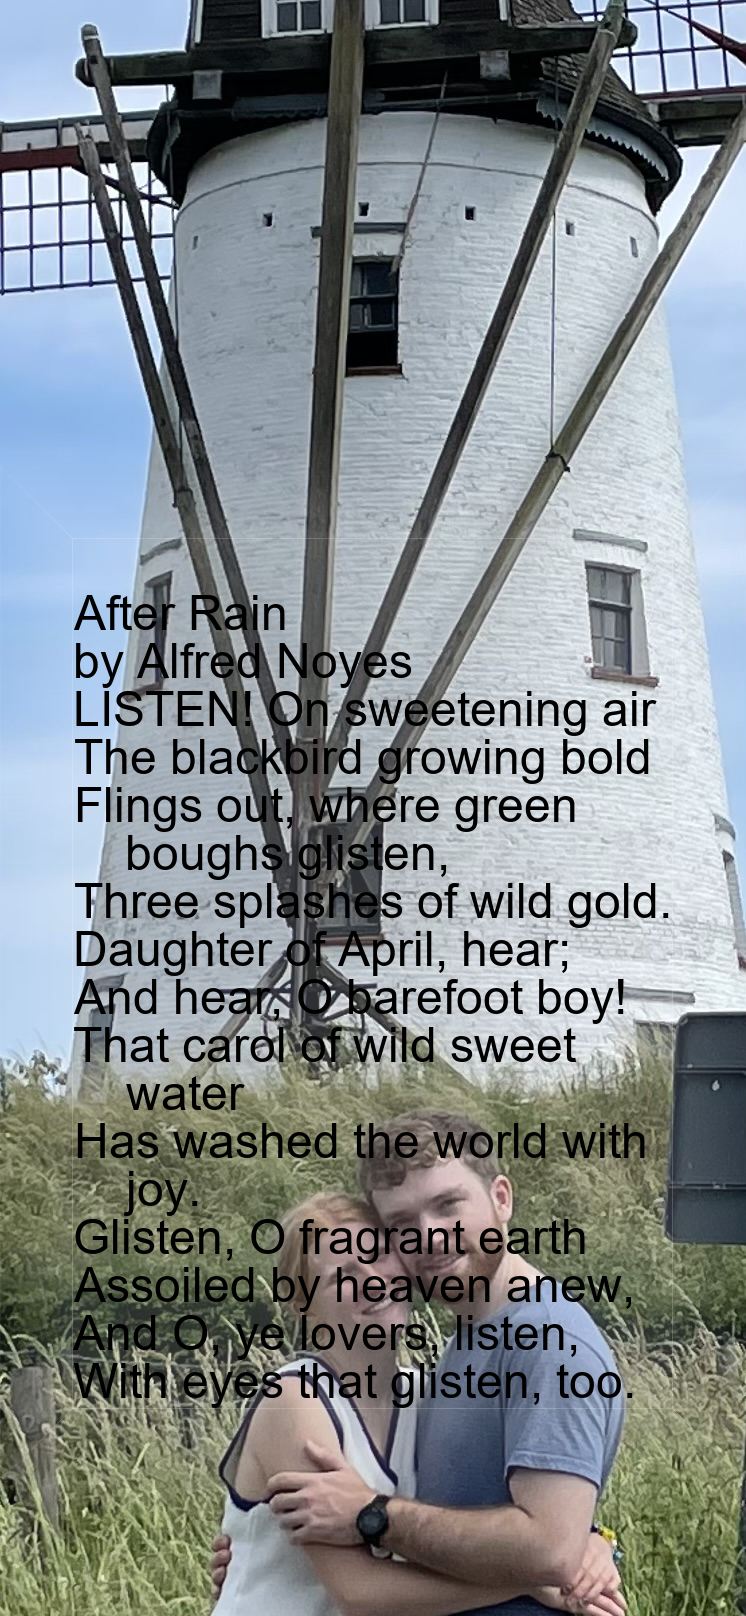 After Rain
by Alfred Noyes
LISTEN! On sweetening air
The blackbird growing bold
Flings out, where green
boughs glisten,
Three splashes of wild gold.
Daughter of April, hear;
And hear, O barefoot boy!
That carol of wild sweet
water
Has washed the world with
joy.
Glisten, O fragrant earth
Assoiled by heaven anew,
And O, ye lovers, listen,
With eyes that glisten, too.